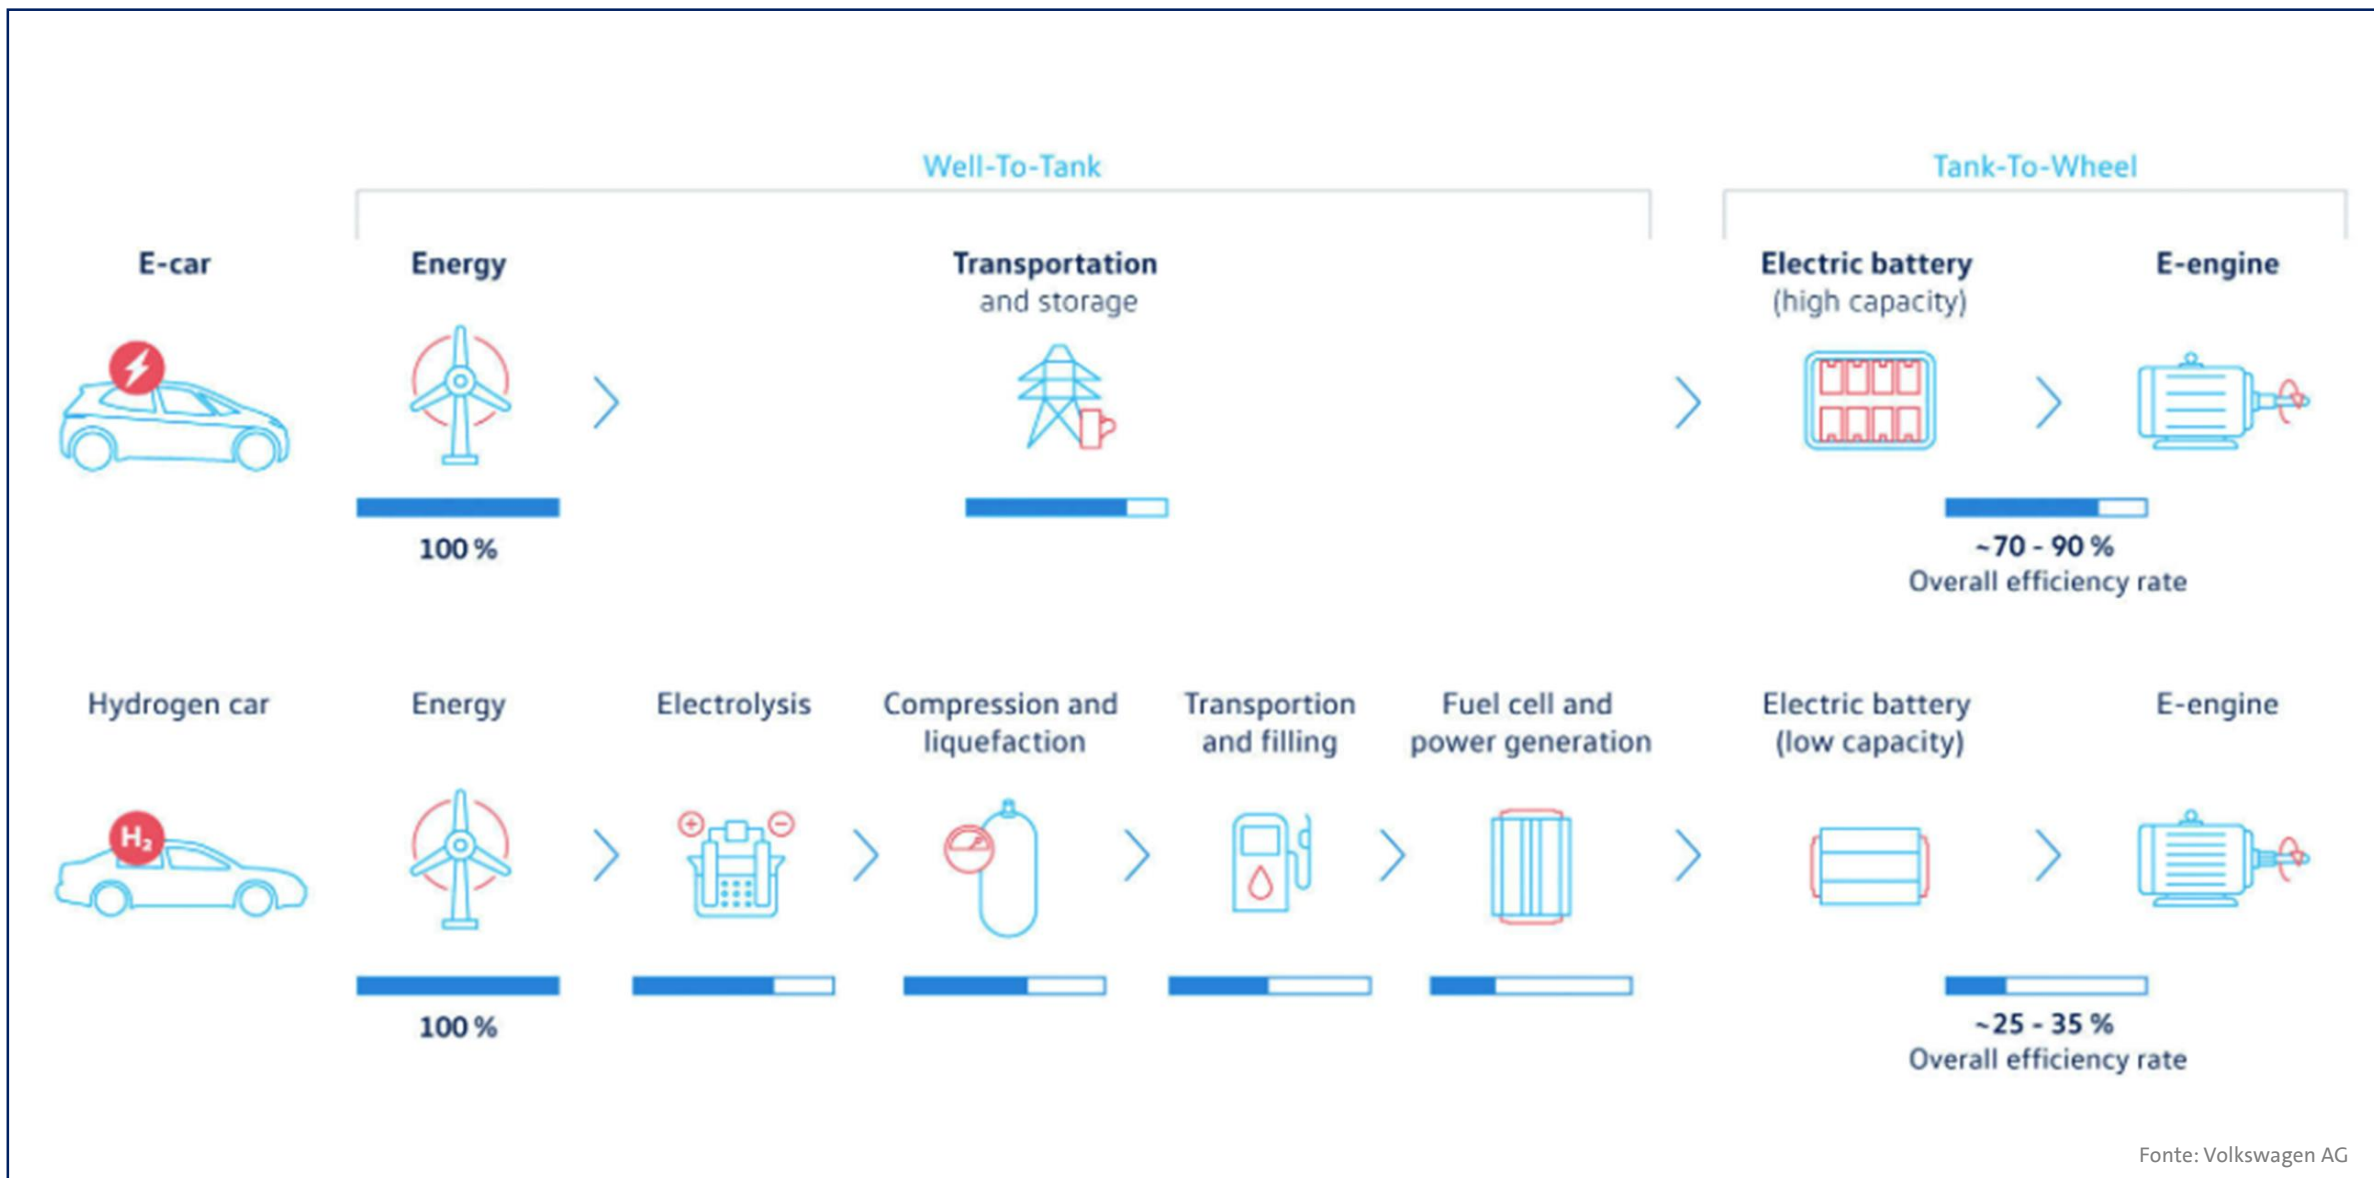 Well-To-Tank
Tank-To-Wheel
E-car
Energy
Transportation
and storage
Electric battery
(high capacity)
E-engine
100 %
~70 - 90 %
Overall efficiency rate
Hydrogen car
Energy
Electrolysis
Compression and
liquefaction
Transportion
and filling
Fuel cell and
power generation
Electric battery
(low capacity)
E-engine
H₂
100 %
~25 - 35 %
Overall efficiency rate
Fonte: Volkswagen AG